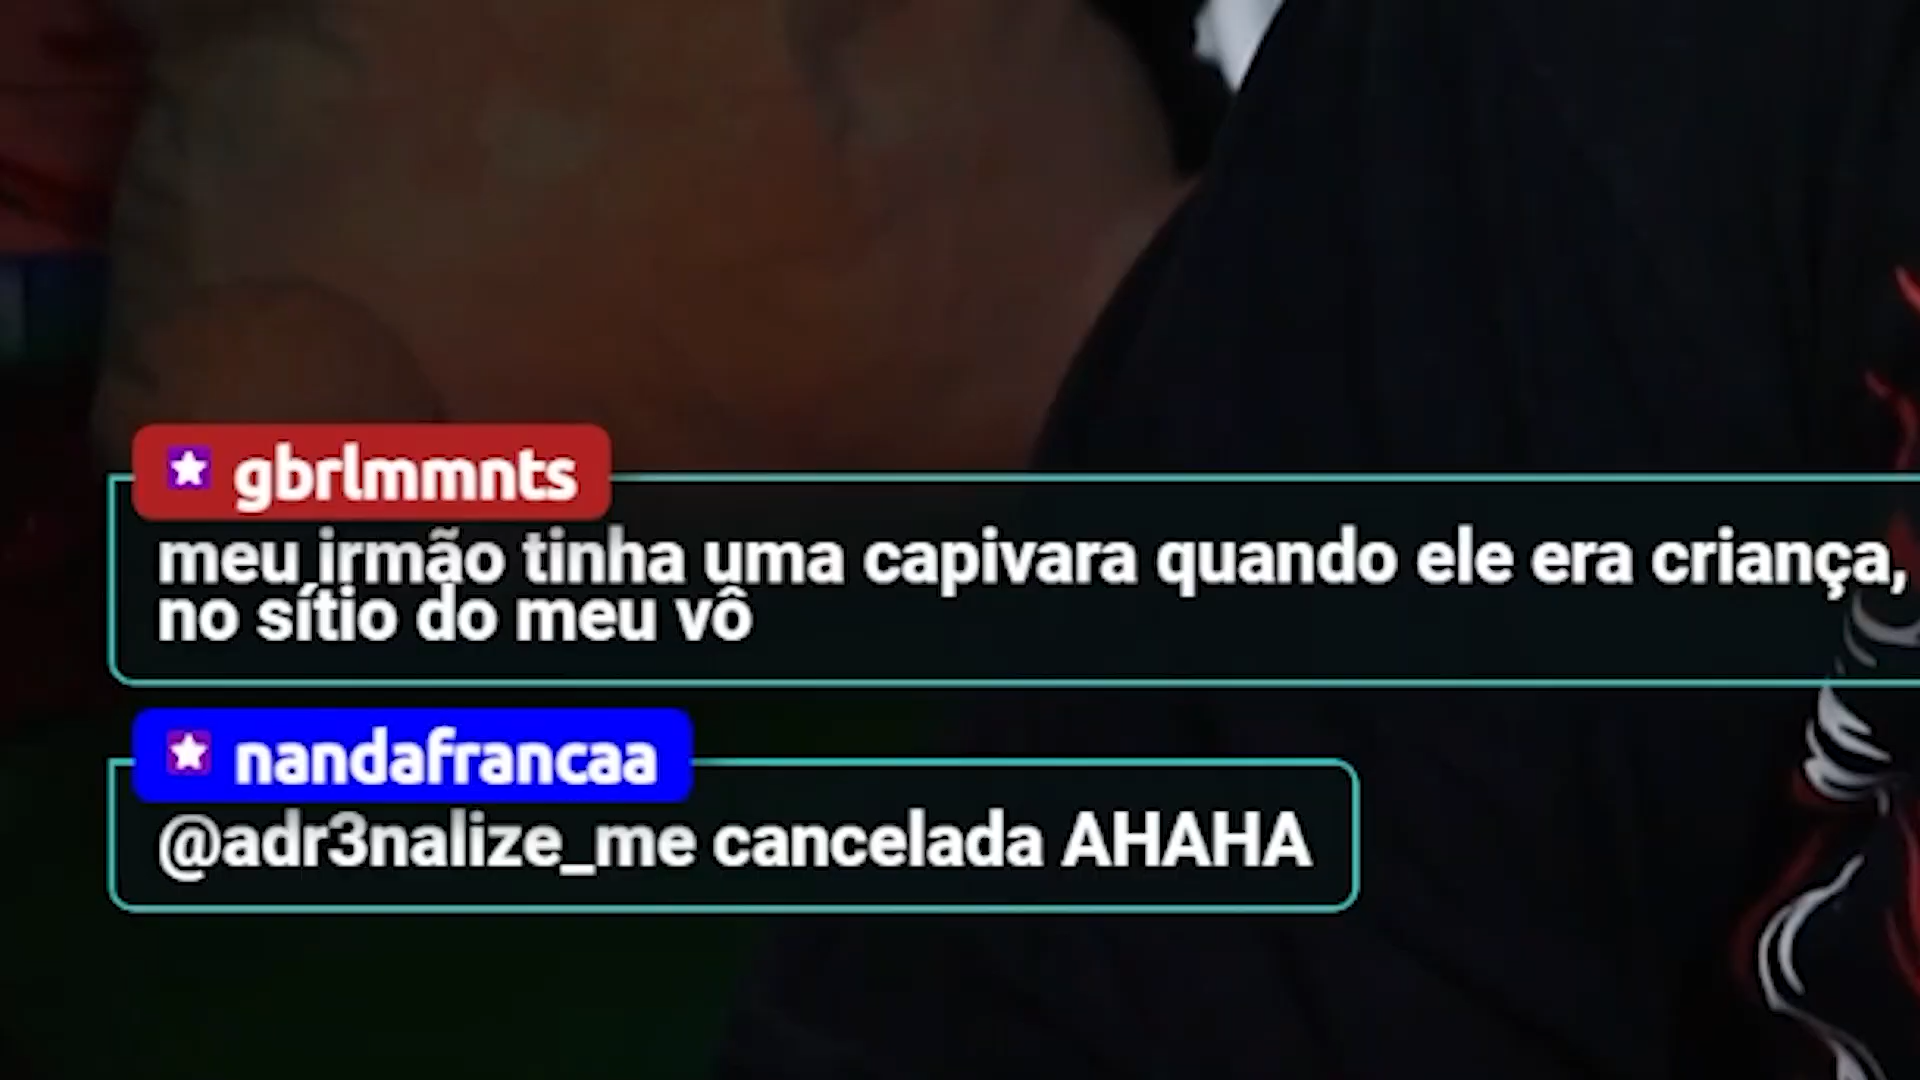 gbrlmmnts
meu irmão tinha uma capivara quando ele era criança,
no sítio do meu vô
nandafrancaa
@adr3nalize_me cancelada AHAHA